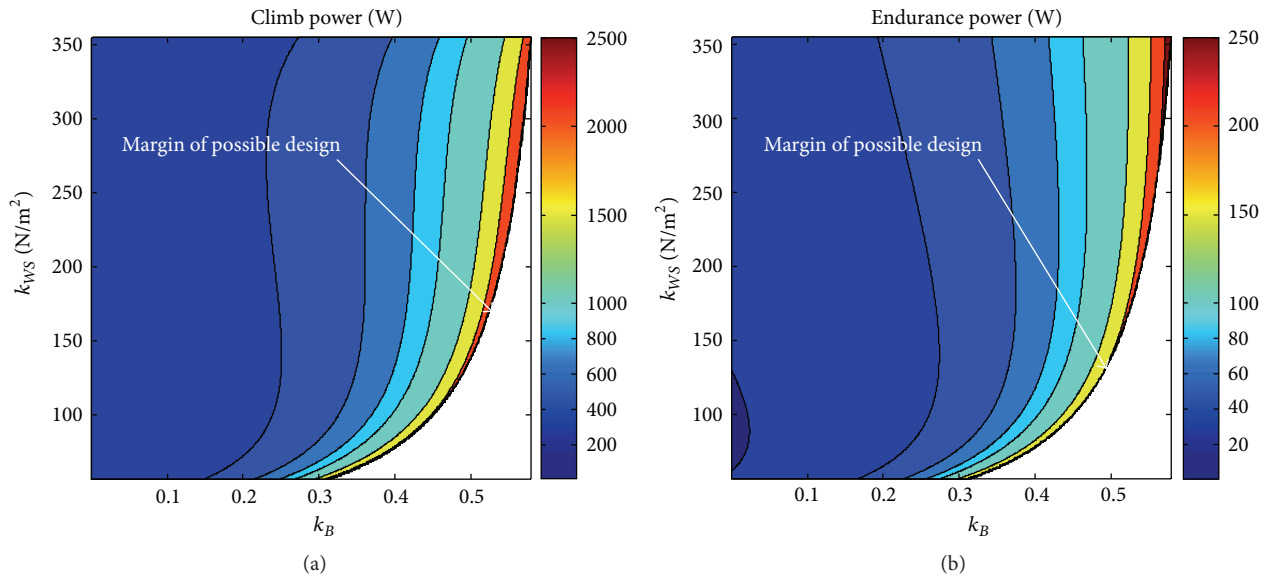 Climb power (W)
350
300
250
200
150
100
k_WS (N/m²)
Margin of possible design
0.1 0.2 0.3 0.4 0.5
k_B
2500
2000
1500
1000
800
600
400
200
(a)
Endurance power (W)
350
300
250
200
150
100
k_WS (N/m²)
Margin of possible design
0.1 0.2 0.3 0.4 0.5
k_B
250
200
150
100
80
60
40
20
(b)